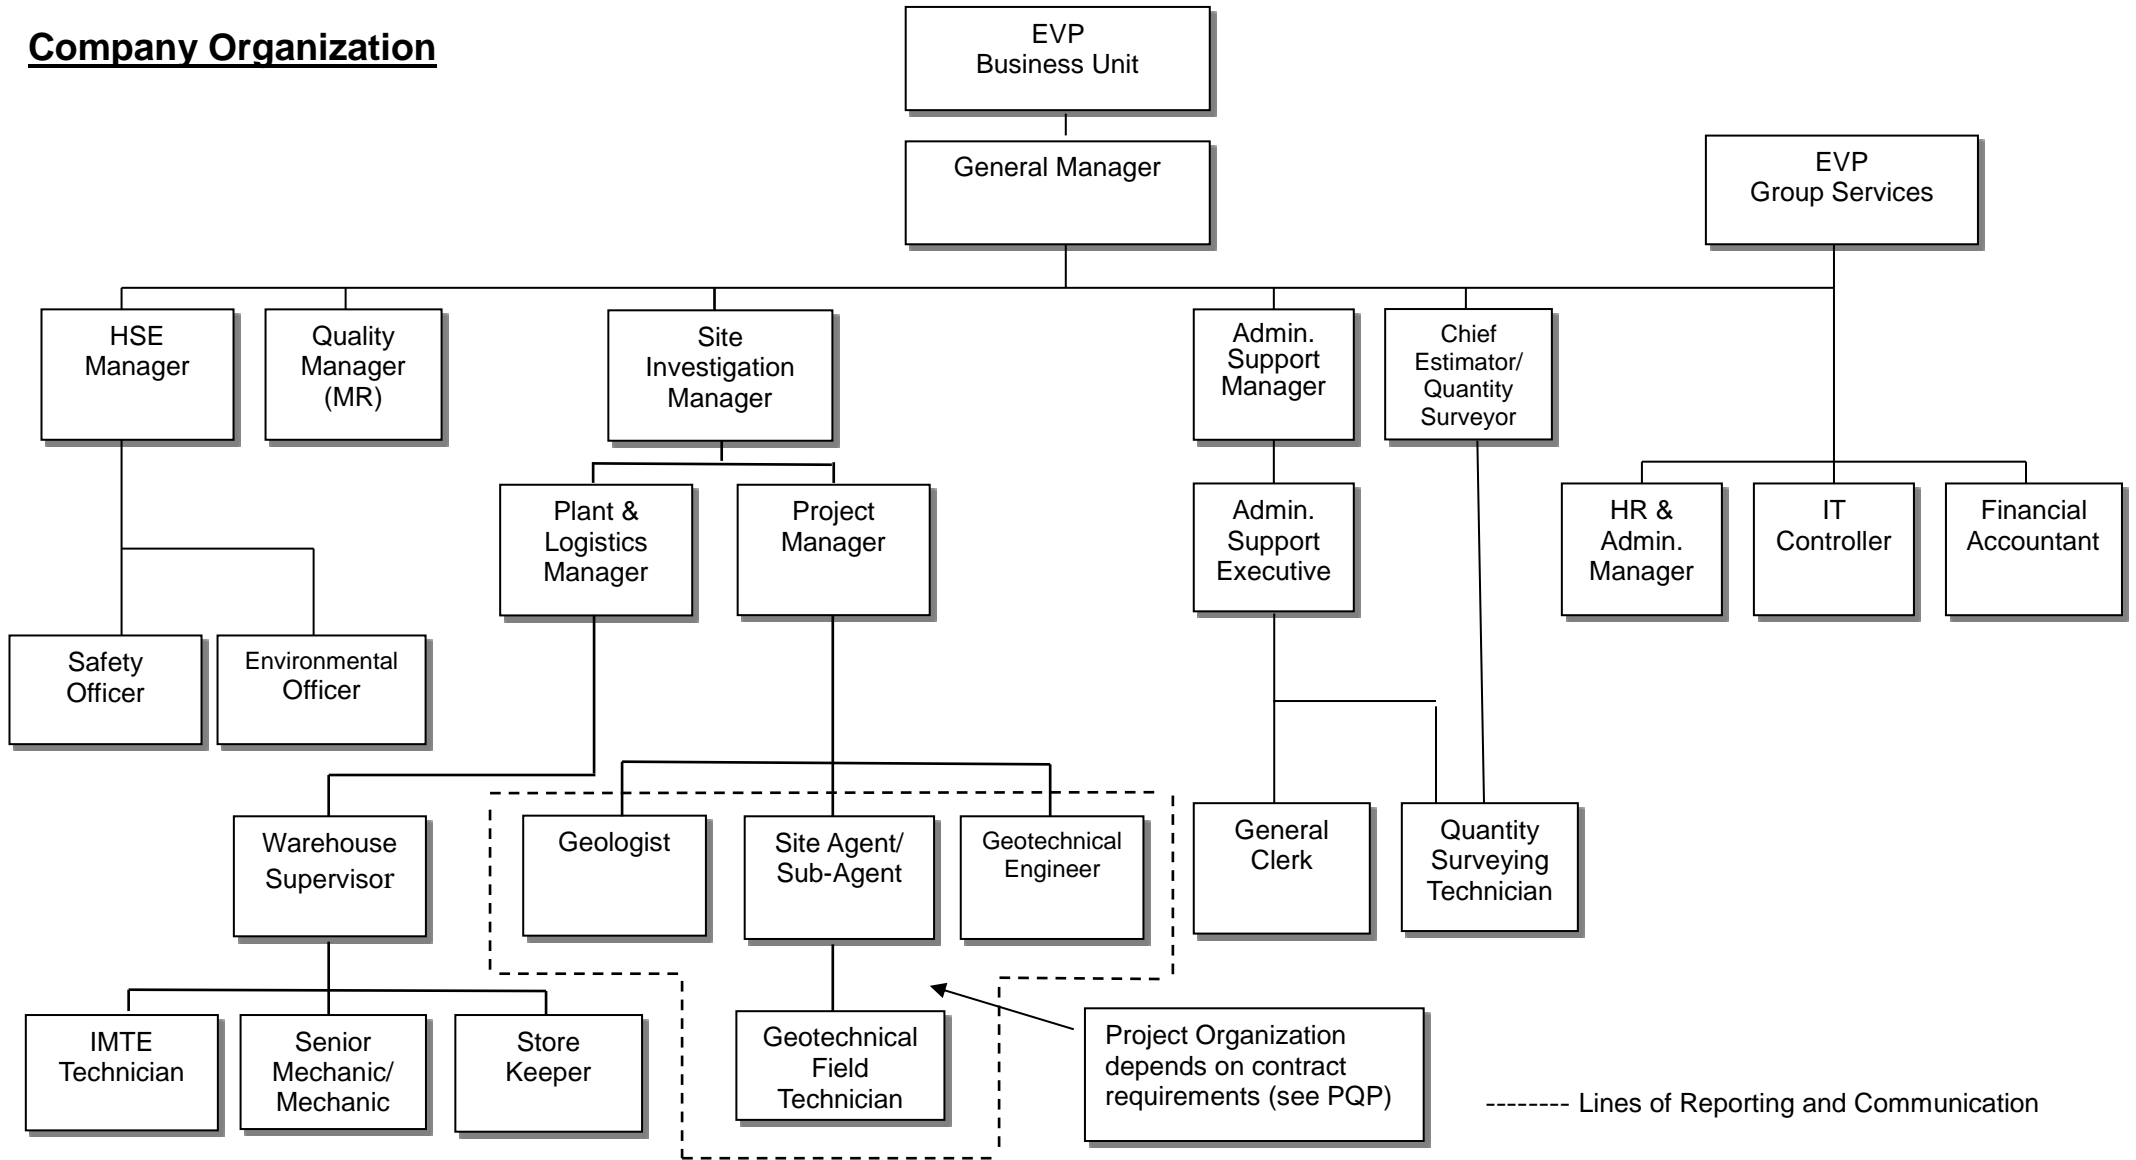 Company Organization
EVP
Business Unit
General Manager
EVP
Group Services
HSE
Manager
Quality
Manager
(MR)
Site
Investigation
Manager
Admin.
Support
Manager
Chief
Estimator/
Quantity
Surveyor
Plant &
Logistics
Manager
Project
Manager
Admin.
Support
Executive
HR &
Admin.
Manager
IT
Controller
Financial
Accountant
Safety
Officer
Environmental
Officer
Warehouse
Supervisor
Geologist
Site Agent/
Sub-Agent
Geotechnical
Engineer
General
Clerk
Quantity
Surveying
Technician
IMTE
Technician
Senior
Mechanic/
Mechanic
Store
Keeper
Geotechnical
Field
Technician
Project Organization
depends on contract
requirements (see PQP)
-------- Lines of Reporting and Communication